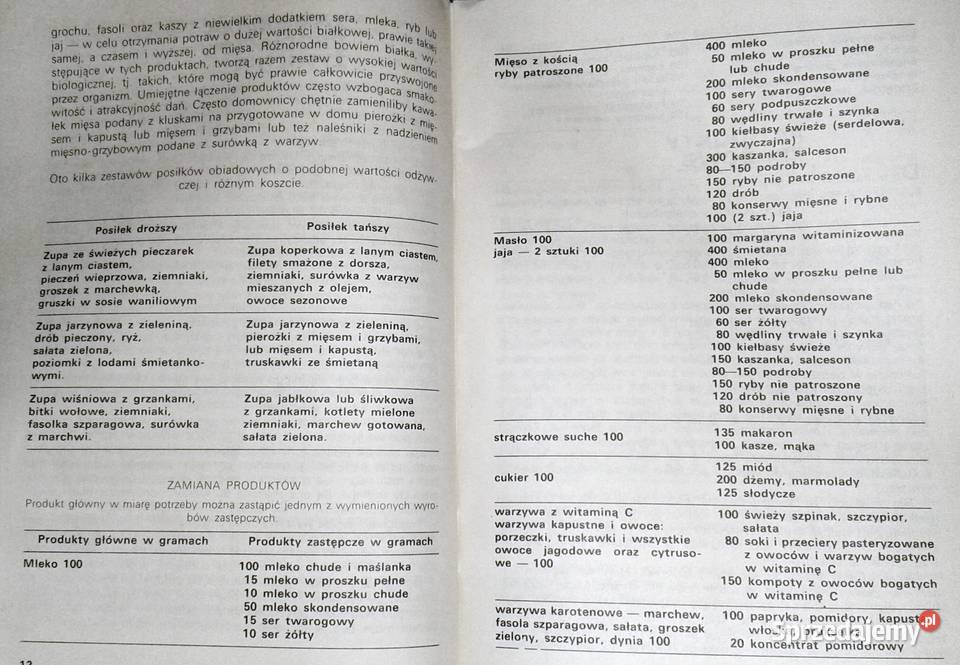 grochu, fasoli oraz kaszy z niewielkim dodatkiem sera, mleka, ryb lub
jaj — w celu otrzymania potraw o dużej wartości białkowej, prawie takiej
samej, a czasem i wyższej, od mięsa. Różnorodne bowiem białka, wy-
stępujące w tych produktach, tworzą razem zestaw o wysokiej wartości
biologicznej, tj. takich, które mogą być prawie całkowicie przyswojone
przez organizm. Umiejętne łączenie produktów często wzbogaca smako-
witość i atrakcyjność dań. Często domownicy chętnie zamieniliby kawa-
łek mięsa podany z kluskami na przygotowane w domu pierożki z mię-
sem i kapustą lub mięsem i grzybami lub też naleśniki z nadzieniem
mięsno-grzybowym podane z surówką z warzyw.
Oto kilka zestawów posiłków obiadowych o podobnej wartości odżyw-
czej i różnym koszcie.
Posiłek droższy Posiłek tańszy
Zupa ze świeżych pieczarek Zupa koperkowa z lanym ciastem,
z lanym ciastem, filety smażone z dorsza,
pieczeń wieprzowa, ziemniaki, ziemniaki, surówka z warzyw
groszek z marchewką, mieszanych z olejem,
gruszki w sosie waniliowym owoce sezonowe
Zupa jarzynowa z zieleniną, Zupa jarzynowa z zieleniną,
drób pieczony, ryż, pierożki z mięsem i grzybami,
sałata zielona, lub mięsem i kapustą,
poziomki z lodami śmietanko- truskawki ze śmietaną
wymi.
Zupa wiśniowa z grzankami, Zupa jabłkowa lub śliwkowa
bitki wołowe, ziemniaki, z grzankami, kotlety mielone
fasolka szparagowa, surówka ziemniaki, marchew gotowana,
z marchwi. sałata zielona.
ZAMIANA PRODUKTÓW
Produkt główny w miarę potrzeby można zastąpić jednym z wymienionych wyro-
bów zastępczych.
Produkty główne w gramach Produkty zastępcze w gramach
Mleko 100 100 mleko chude i maślanka
15 mleko w proszku pełne
10 mleko w proszku chude
50 mleko skondensowane
15 ser twarogowy
10 ser żółty
12
Mięso z kością 400 mleko
ryby patroszone 100 50 mleko w proszku pełne
lub chude
200 mleko skondensowane
100 sery twarogowe
60 sery podpuszczkowe
80 wędliny trwałe i szynka
100 kiełbasy świeże (serdelowa,
zwyczajna)
300 kaszanka, salceson
80—150 podroby
150 ryby nie patroszone
120 drób
80 konserwy mięsne i rybne
100 (2 szt.) jaja
Masło 100 100 margaryna witaminizowana
jaja — 2 sztuki 100 400 śmietana
400 mleko
50 mleko w proszku pełne lub
chude
200 mleko skondensowane
100 ser twarogowy
60 ser żółty
80 wędliny trwałe i szynka
100 kiełbasy świeże
150 kaszanka, salceson
80—150 podroby
150 ryby nie patroszone
120 drób nie patroszony
80 konserwy mięsne i rybne
strączkowe suche 100 135 makaron
100 kasze, mąka
cukier 100 125 miód
200 dżemy, marmolady
125 słodycze
warzywa z witaminą C 100 świeży szpinak, szczypior,
warzywa kapustne i owoce: sałata
porzeczki, truskawki i wszystkie 80 soki i przeciery pasteryzowane
owoce jagodowe oraz cytruso- z owoców i warzyw bogatych
we — 100 w witaminę C
150 kompoty z owoców bogatych
w witaminę C
warzywa karotenowe — marchew, 100 papryka, pomidory, kapusta
fasola szparagowa, sałata, groszek
zielony, szczypior, dynia 100 20 koncentrat pomidorowy
Sprzedajemy.pl